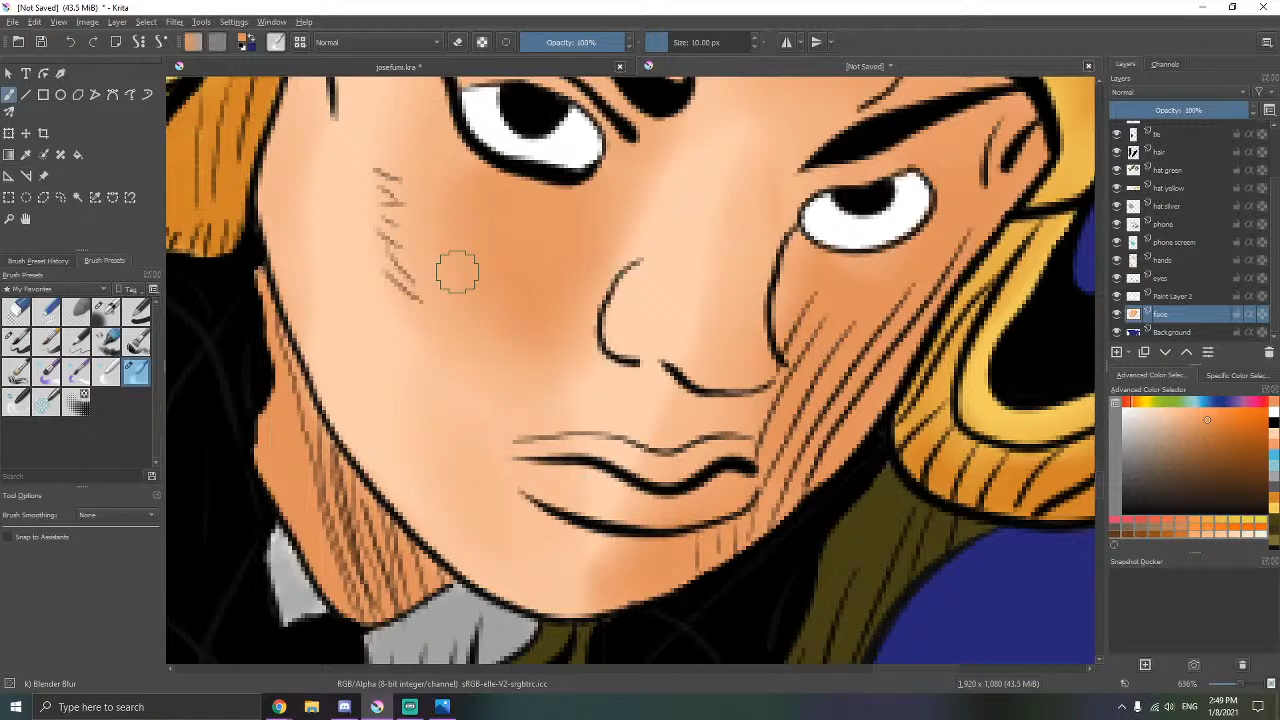 [Not Saved] (43.5 MiB) * - Krita
File Edit View Image Layer Select Filter Tools Settings Window Help
Normal Opacity: 100% Size: 10.00 px
josefumi.kra * [Not Saved] *
Layers Channels
Layers
Normal
Opacity: 100%
tie
hair
hat green
hat yellow
hat sliver
phone
phone screen
hands
eyes
Paint Layer 2
face
Background
Brush Preset History Brush Presets
Brush Presets
My Favorites Tag
Search
Tool Options
Brush Smoothing: None
Snap to Assistants
Advanced Color Selec... Specific Color Selec...
Advanced Color Selector
Snapshot Docker
k) Blender Blur
RGB/Alpha (8-bit integer/channel) sRGB-elle-V2-srgbtrc.icc
1,920 x 1,080 (43.5 MiB)
636%
Type here to search
ENG
2:49 PM
1/8/2021